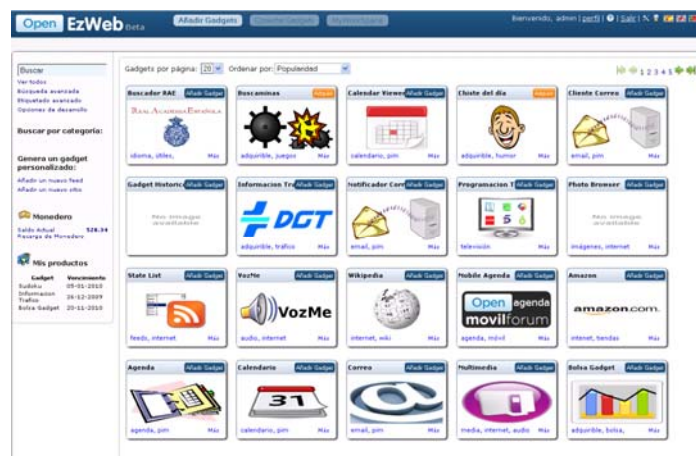 Open EzWeb Beta
Añadir Gadgets
Bienvenido, admin | perfil | Salir |
Buscar
Ver todos
Búsqueda avanzada
Etiquetado avanzado
Opciones de desarrollo
Buscar por categoría:
Genera un gadget
personalizado:
Añadir un nuevo feed
Añadir un nuevo sitio
Monedero
Saldo Actual 528.34
Recarga de Monedero
Mis productos
Gadget Vencimiento
Sudoku 05-01-2010
Informacion
Trafico 26-12-2009
Bolsa Gadget 20-11-2010
Gadgets por página: 20 Ordenar por: Popularidad
1 2 3 4 5
Buscador RAE Añadir Gadget
REAL ACADEMIA ESPAÑOLA
idioma, útiles, Más
Buscaminas
adquirible, juegos Más
Calendar Viewer Añadir Gadget
calendario, pim Más
Chiste del día
adquirible, humor Más
Cliente Correo Añadir Gadget
email, pim Más
Gadget Historic Añadir Gadget
No image
available
Informacion Tra Añadir Gadget
DGT
adquirible, tráfico Más
Notificador Corr Añadir Gadget
email, pim Más
Programacion T Añadir Gadget
televisión Más
Photo Browser Añadir Gadget
No image
available
imágenes, internet Más
State List Añadir Gadget
feeds, internet Más
VozMe Añadir Gadget
VozMe
audio, internet Más
Wikipedia Añadir Gadget
internet, wiki Más
Mobile Agenda Añadir Gadget
Open agenda
movilforum
agenda, móvil Más
Amazon Añadir Gadget
amazon.com.
internet, tiendas Más
Agenda Añadir Gadget
agenda, pim Más
Calendario Añadir Gadget
31
calendario, pim Más
Correo Añadir Gadget
email, pim Más
Multimedia Añadir Gadget
media, internet, audio Más
Bolsa Gadget Añadir Gadget
adquirible, bolsa, Más